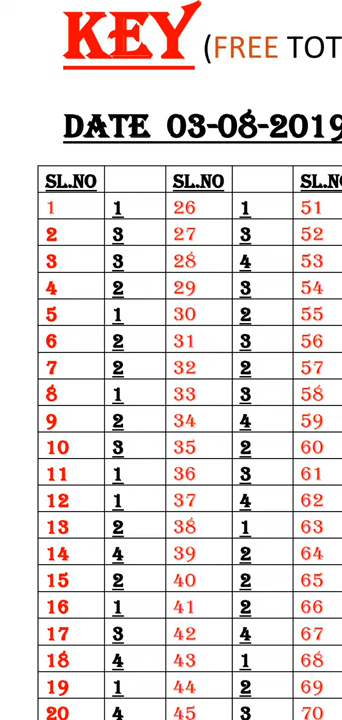 KEY (FREE TOT
DATE 03-08-2019
SL.NO SL.NO SL.NO
1 1 26 1 51
2 3 27 3 52
3 3 28 4 53
4 2 29 3 54
5 1 30 2 55
6 2 31 3 56
7 2 32 2 57
8 1 33 3 58
9 2 34 4 59
10 3 35 2 60
11 1 36 3 61
12 1 37 4 62
13 2 38 1 63
14 4 39 2 64
15 2 40 2 65
16 1 41 2 66
17 3 42 4 67
18 4 43 1 68
19 1 44 2 69
20 4 45 3 70